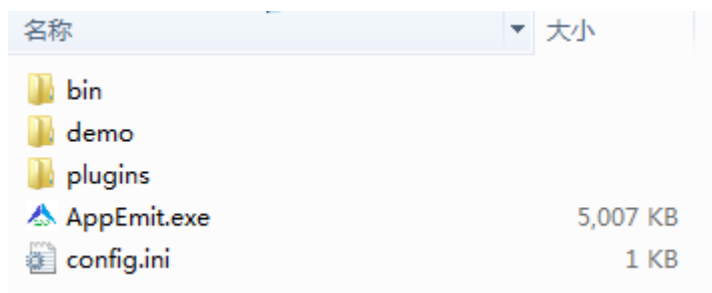 名称 大小
bin
demo
plugins
AppEmit.exe 5,007 KB
config.ini 1 KB